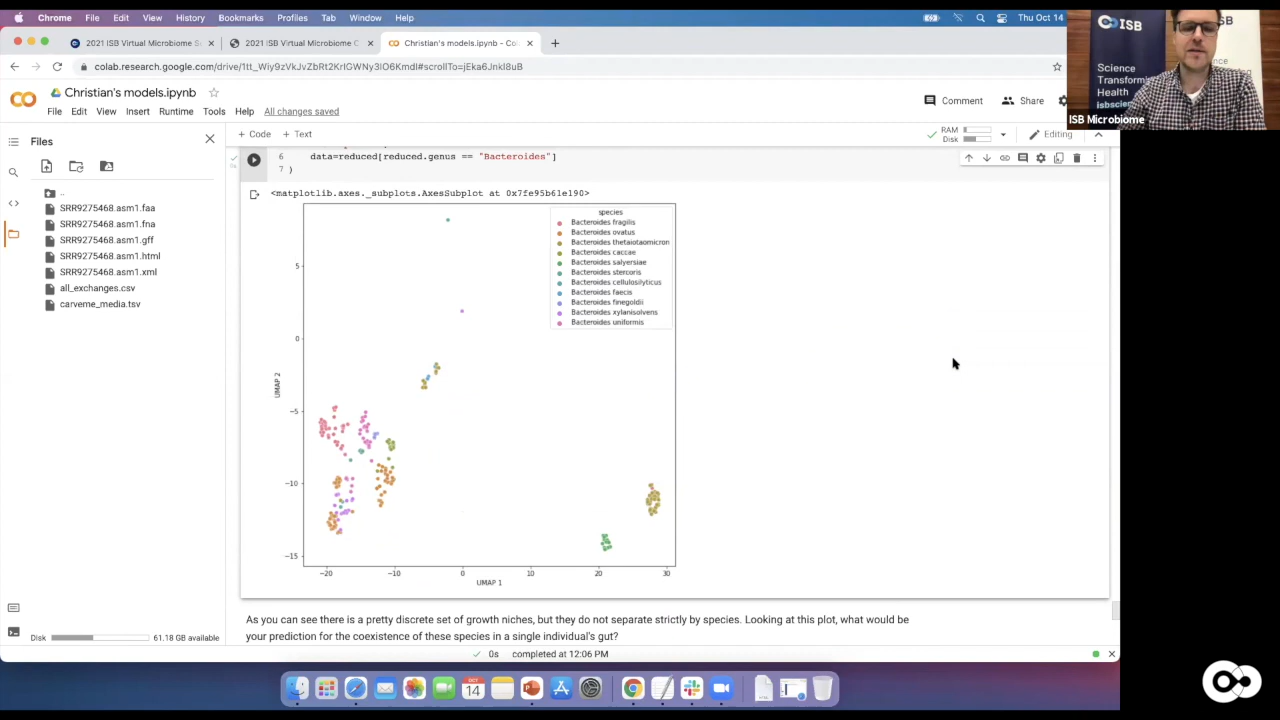 Chrome File Edit View History Bookmarks Profiles Tab Window Help Thu Oct 14
2021 ISB Virtual Microbiome S
2021 ISB Virtual Microbiome C
Christian's models.ipynb - Col
ISB
SB
Science
Transforming
Health
isbscie
ISB Microbiome
Christian's models.ipynb
File Edit View Insert Runtime Tools Help All changes saved
Comment Share
Files
+ Code + Text
RAM
Disk
Editing
6 data=reduced[reduced.genus == "Bacteroides"]
7 )
..
SRR9275468.asm1.faa
SRR9275468.asm1.fna
SRR9275468.asm1.gff
SRR9275468.asm1.html
SRR9275468.asm1.xml
all_exchanges.csv
carveme_media.tsv
<matplotlib.axes._subplots.AxesSubplot at 0x7fe95b61e190>
species
Bacteroides fragilis
Bacteroides ovatus
Bacteroides thetaiotaomicron
Bacteroides caccae
Bacteroides salyersiae
Bacteroides stercoris
Bacteroides cellulosilyticus
Bacteroides faecis
Bacteroides finegoldii
Bacteroides xylanisolvens
Bacteroides uniformis
5
0
−5
−10
−15
UMAP 2
−20 −10 0 10 20 30
UMAP 1
As you can see there is a pretty discrete set of growth niches, but they do not separate strictly by species. Looking at this plot, what would be
your prediction for the coexistence of these species in a single individual's gut?
Disk 61.18 GB available
0s completed at 12:06 PM
OCT
14